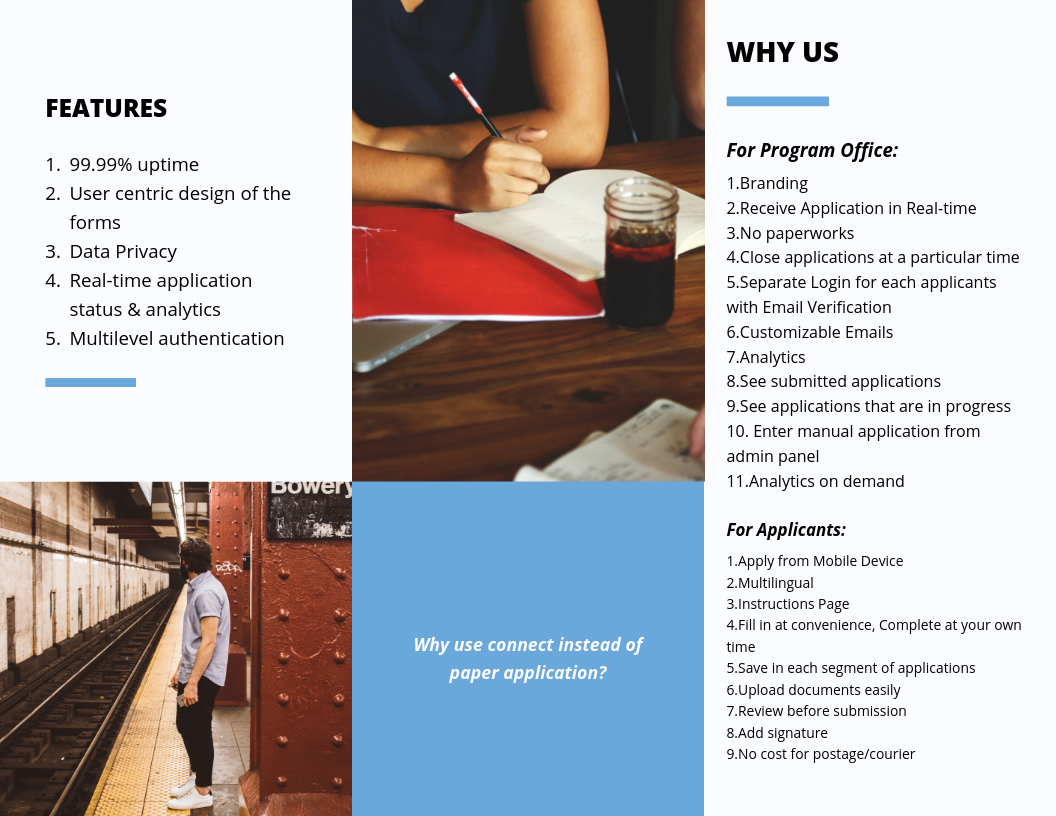 FEATURES
1. 99.99% uptime
2. User centric design of the
forms
3. Data Privacy
4. Real-time application
status & analytics
5. Multilevel authentication
Bowery
Why use connect instead of
paper application?
WHY US
For Program Office:
1.Branding
2.Receive Application in Real-time
3.No paperworks
4.Close applications at a particular time
5.Separate Login for each applicants
with Email Verification
6.Customizable Emails
7.Analytics
8.See submitted applications
9.See applications that are in progress
10. Enter manual application from
admin panel
11.Analytics on demand
For Applicants:
1.Apply from Mobile Device
2.Multilingual
3.Instructions Page
4.Fill in at convenience, Complete at your own
time
5.Save in each segment of applications
6.Upload documents easily
7.Review before submission
8.Add signature
9.No cost for postage/courier